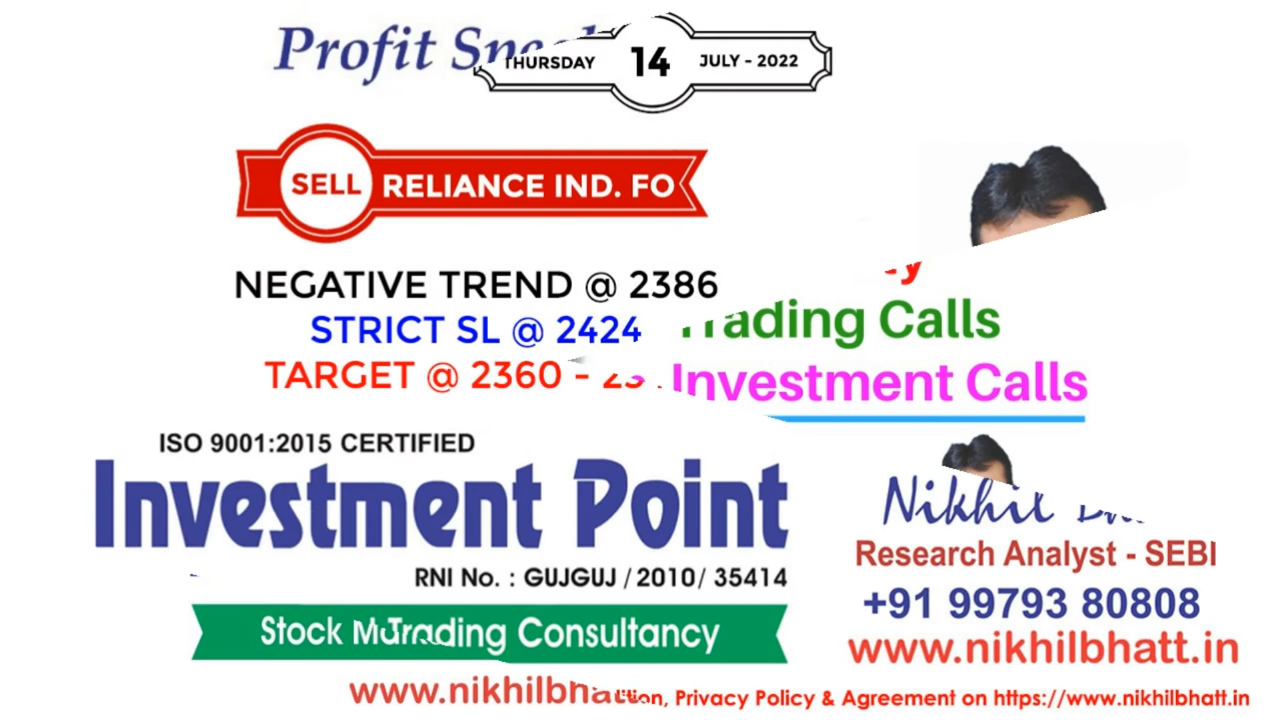 Profit
THURSDAY 14 JULY - 2022
SELL RELIANCE IND. FO
NEGATIVE TREND @ 2386
STRICT SL @ 2424
TARGET @ 2360 -
Trading Calls
Investment Calls
ISO 9001:2015 CERTIFIED
Investment Point
RNI No. : GUJGUJ / 2010/ 35414
Stock Trading Consultancy
Nikhil
Research Analyst - SEBI
+91 99793 80808
www.nikhilbhatt.in
Privacy Policy & Agreement on https://www.nikhilbhatt.in